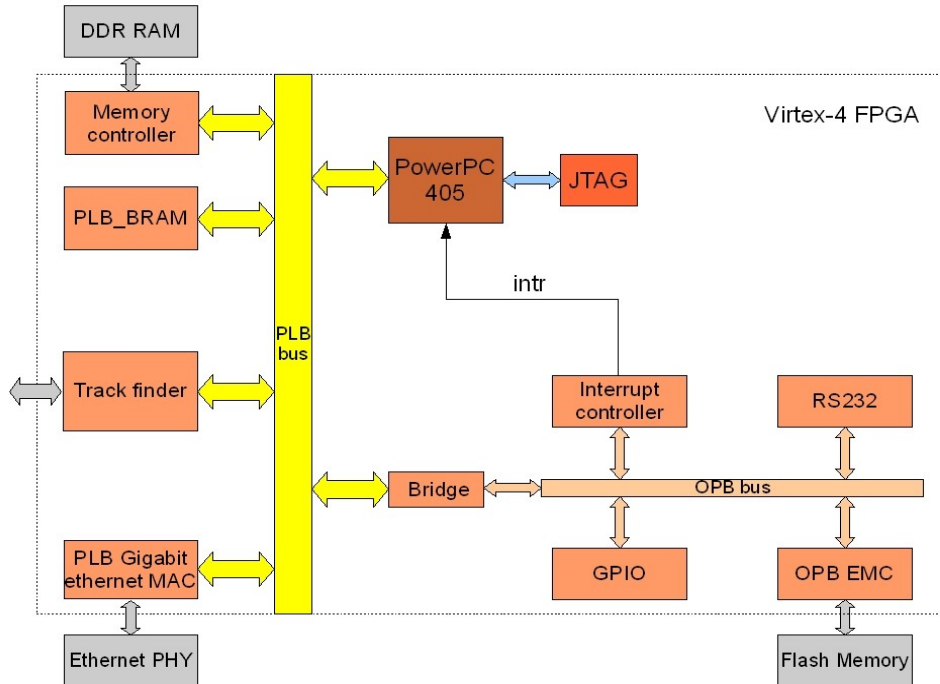 DDR RAM
Memory
controller
Virtex-4 FPGA
PowerPC
405
JTAG
PLB_BRAM
intr
PLB
bus
Track finder
Interrupt
controller
RS232
Bridge
OPB bus
PLB Gigabit
ethernet MAC
GPIO
OPB EMC
Ethernet PHY
Flash Memory